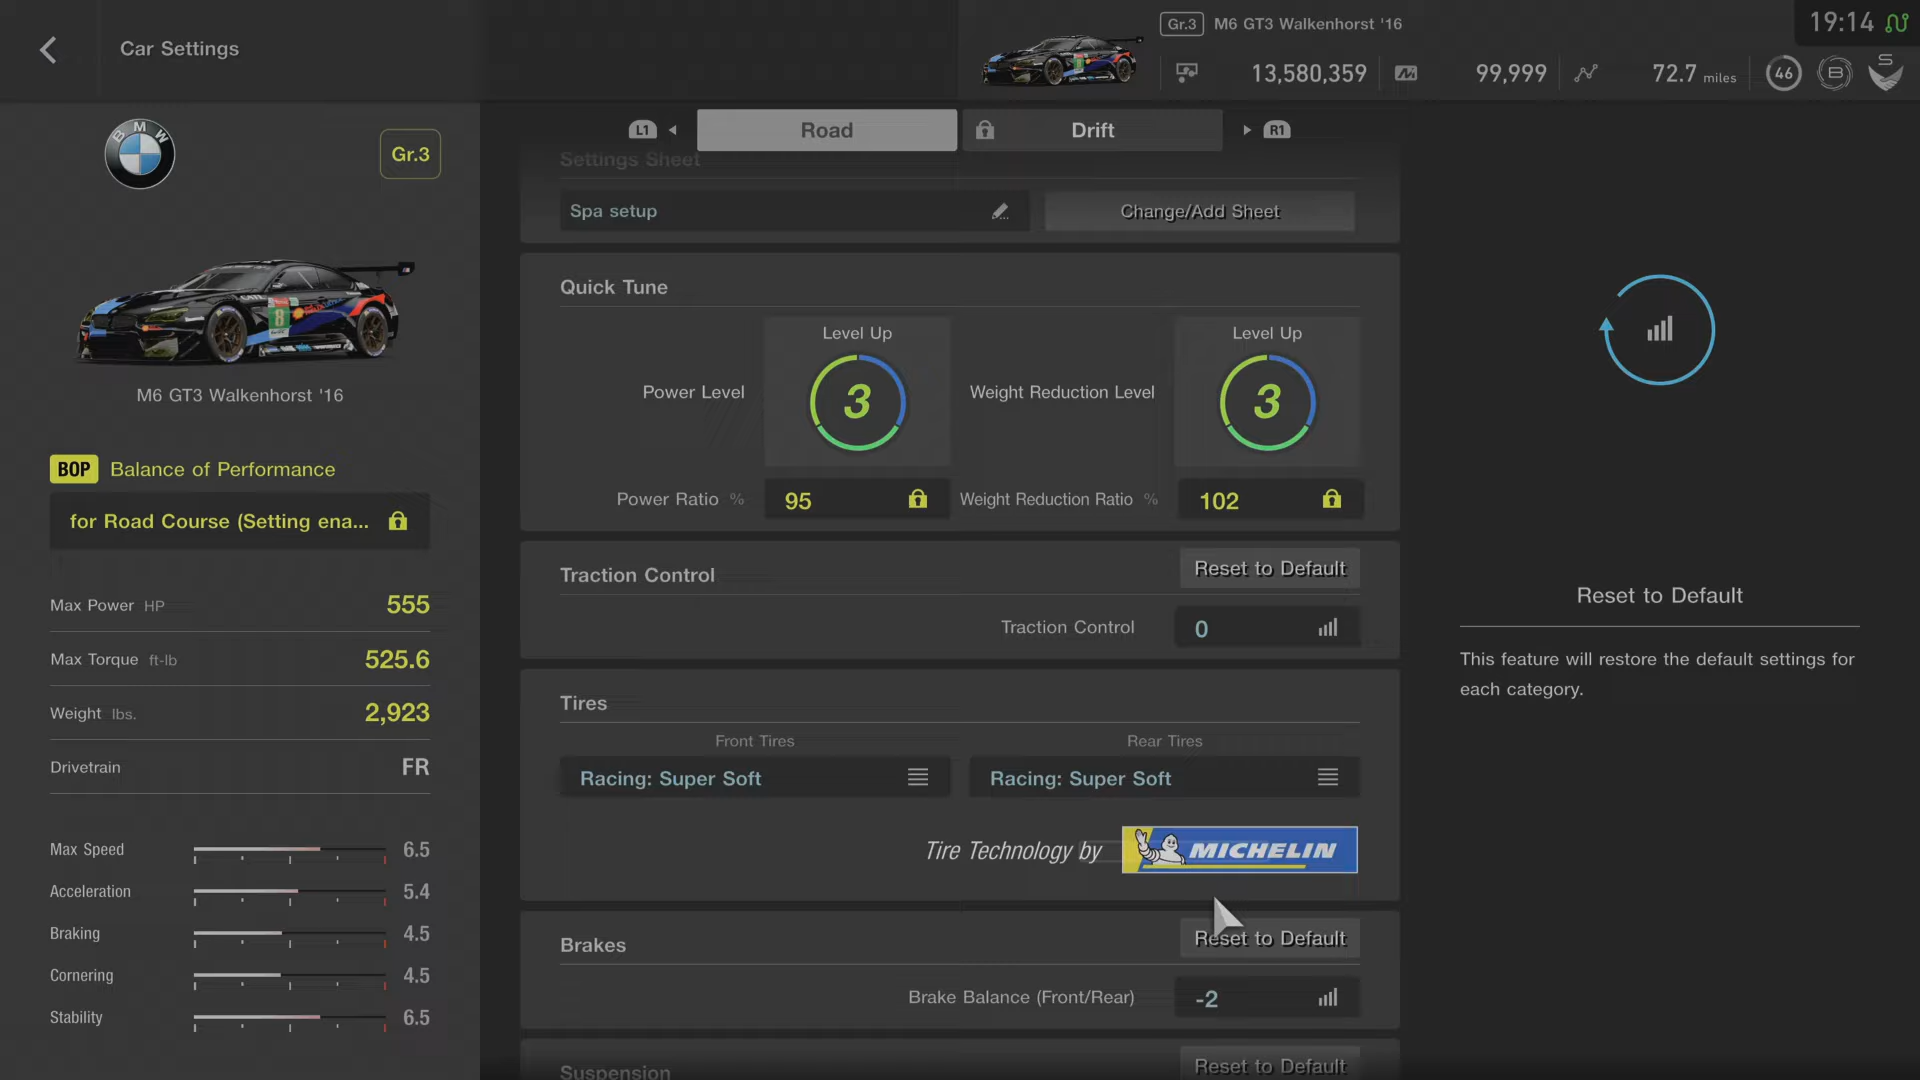 Car Settings
Gr.3 M6 GT3 Walkenhorst '16
13,580,359
99,999
72.7 miles
46
B
S
19:14
L1
Road
Drift
R1
BMW
Gr.3
8
M6 GT3 Walkenhorst '16
BOP Balance of Performance
for Road Course (Setting ena...
Max Power HP 555
Max Torque ft-lb 525.6
Weight lbs. 2,923
Drivetrain FR
Max Speed 6.5
Acceleration 5.4
Braking 4.5
Cornering 4.5
Stability 6.5
Settings Sheet
Spa setup
Change/Add Sheet
Quick Tune
Level Up
Power Level 3
Level Up
Weight Reduction Level 3
Power Ratio % 95
Weight Reduction Ratio % 102
Traction Control
Reset to Default
Traction Control 0
Tires
Front Tires
Rear Tires
Racing: Super Soft
Racing: Super Soft
Tire Technology by MICHELIN
Brakes
Reset to Default
Brake Balance (Front/Rear) -2
Suspension
Reset to Default
Reset to Default
This feature will restore the default settings for
each category.